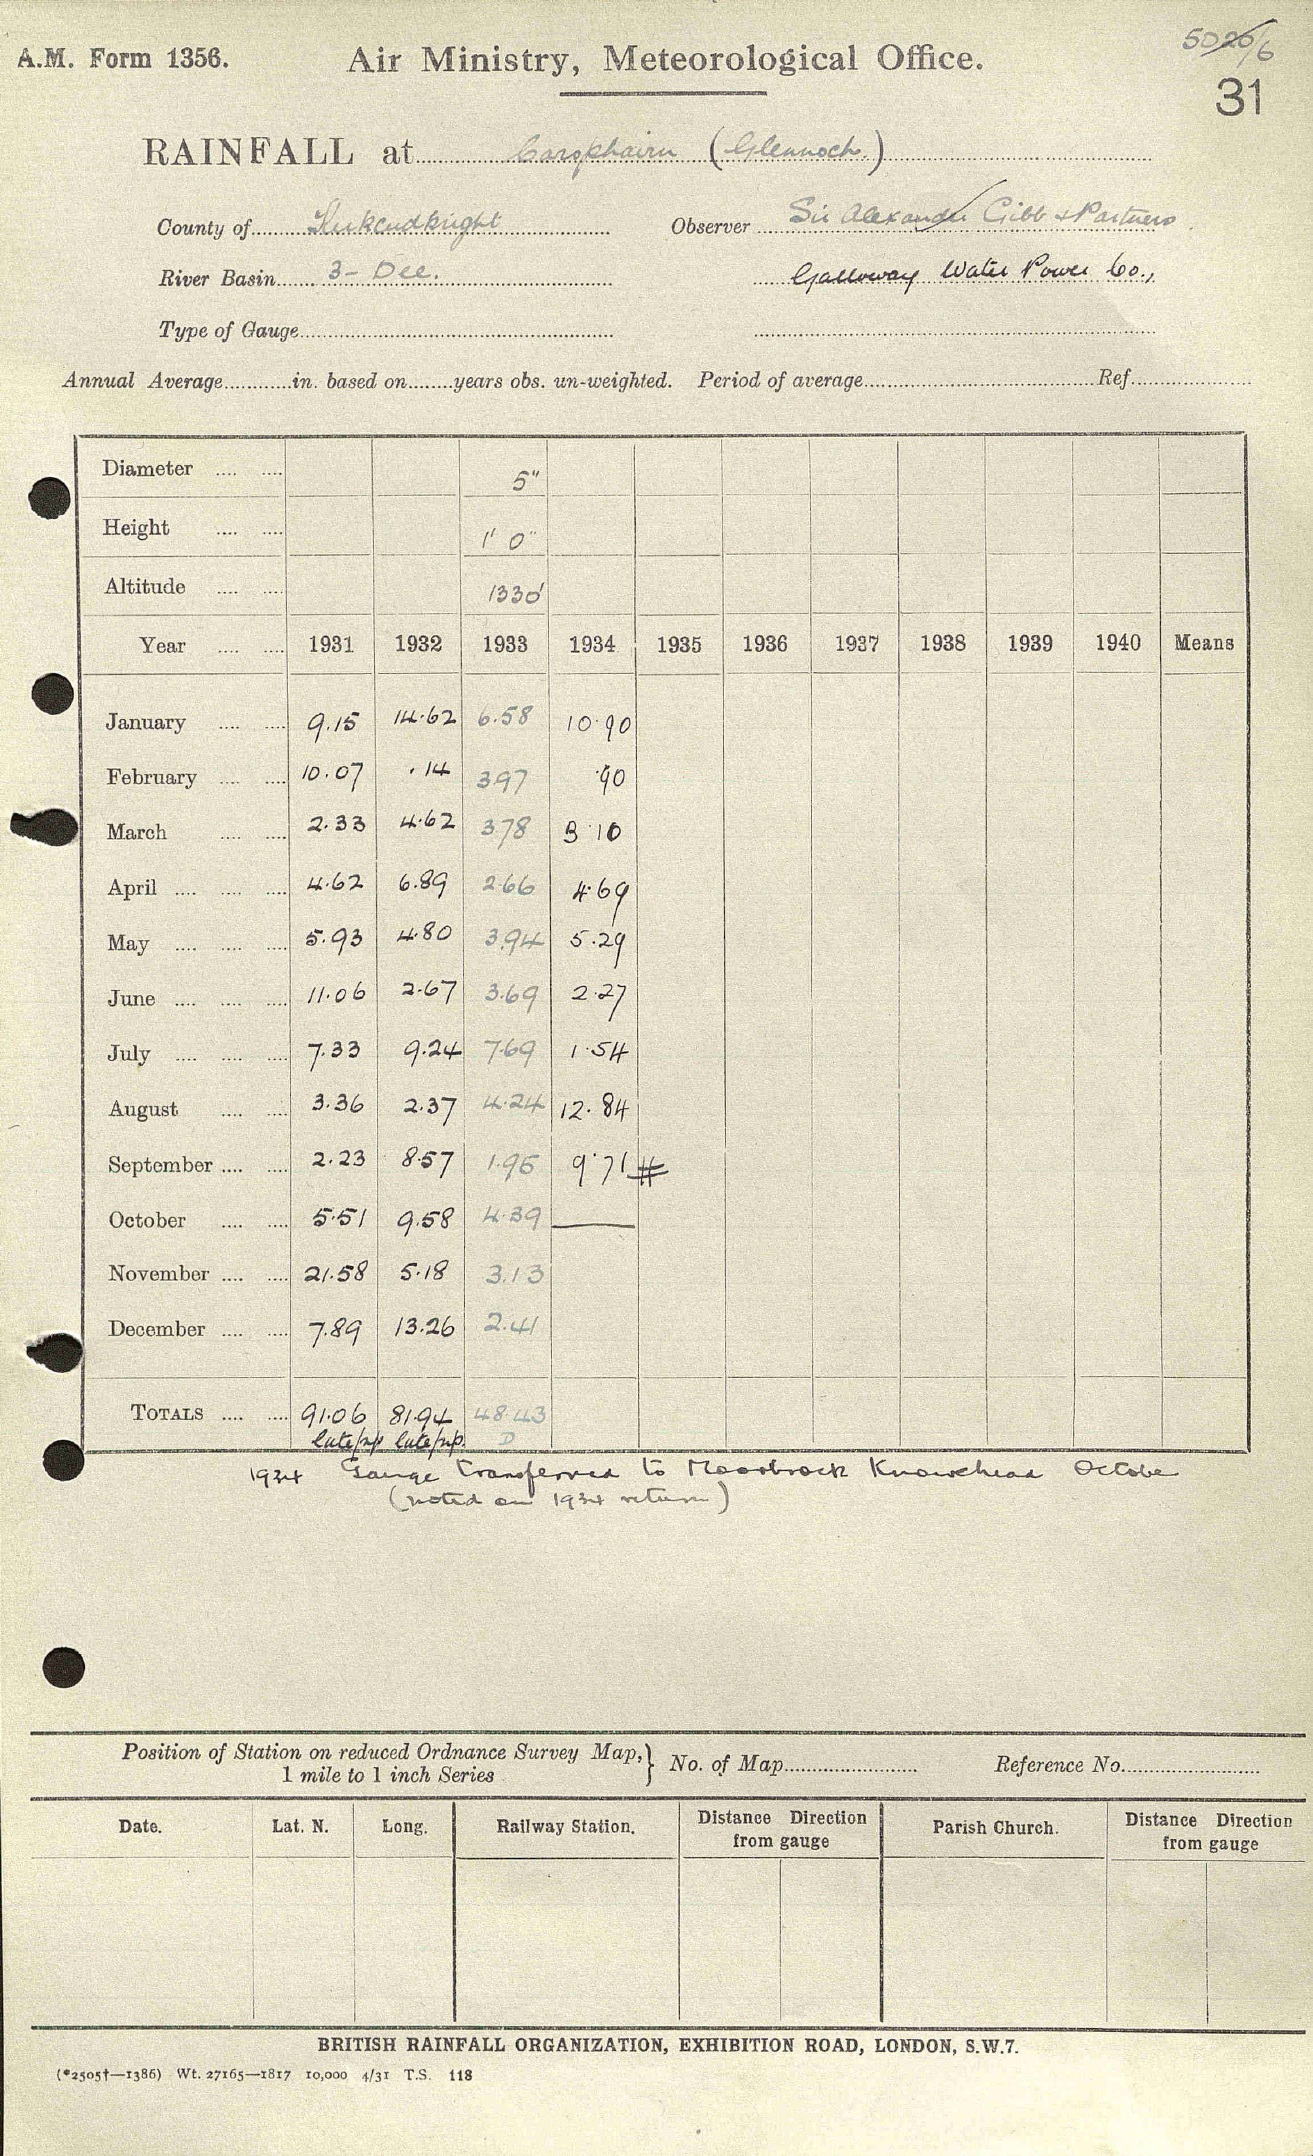 A.M. Form 1356.
Air Ministry, Meteorological Office.
5020/6
31
RAINFALL at Carsphairn (Glennoch.)
County of Kirkcudbright
Observer Sir Alexander Gibb & Partners
River Basin 3 - Dee.
Galloway Water Power Co.,
Type of Gauge
Annual Average in. based on years obs. un-weighted. Period of average Ref.
Diameter 5"
Height 1' 0"
Altitude 1330'
Year 1931 1932 1933 1934 1935 1936 1937 1938 1939 1940 Means
January 9.15 14.62 6.58 10.90
February 10.07 .14 3.97 .90
March 2.33 4.62 3.78 3.10
April 4.62 6.89 2.66 4.69
May 5.93 4.80 3.94 5.29
June 11.06 2.67 3.69 2.27
July 7.33 9.24 7.69 1.54
August 3.36 2.37 4.24 12.84
September 2.23 8.57 1.95 9.71 #
October 5.51 9.58 4.39 —
November 21.58 5.18 3.13
December 7.89 13.26 2.41
TOTALS 91.06 81.94 48.43
late/np late/np. D
1934 Gauge transferred to Moorbrock Knowehead October
(noted on 1934 return)
Position of Station on reduced Ordnance Survey Map,
1 mile to 1 inch Series
No. of Map
Reference No.
Date. Lat. N. Long. Railway Station. Distance Direction from gauge Parish Church. Distance Direction from gauge
BRITISH RAINFALL ORGANIZATION, EXHIBITION ROAD, LONDON, S.W.7.
(*2505†—1386) Wt. 27165—1817 10,000 4/31 T.S. 118